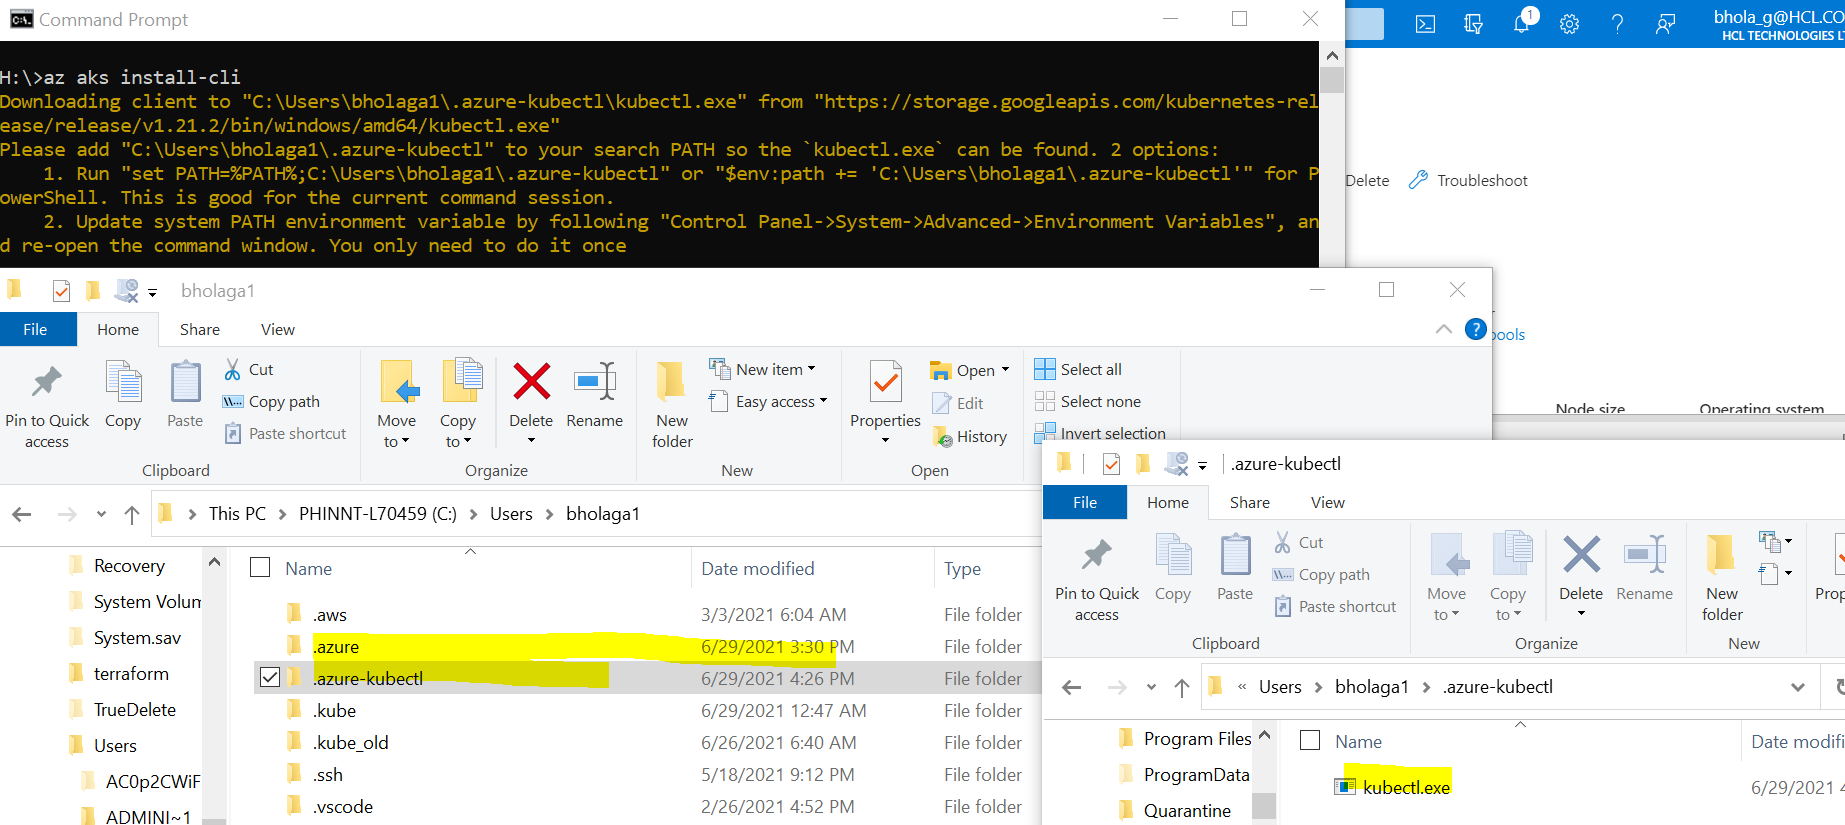 Command Prompt
H:\>az aks install-cli
Downloading client to "C:\Users\bholaga1\.azure-kubectl\kubectl.exe" from "https://storage.googleapis.com/kubernetes-rel
ease/release/v1.21.2/bin/windows/amd64/kubectl.exe"
Please add "C:\Users\bholaga1\.azure-kubectl" to your search PATH so the `kubectl.exe` can be found. 2 options:
1. Run "set PATH=%PATH%;C:\Users\bholaga1\.azure-kubectl" or "$env:path += 'C:\Users\bholaga1\.azure-kubectl'" for P
owerShell. This is good for the current command session.
2. Update system PATH environment variable by following "Control Panel->System->Advanced->Environment Variables", an
d re-open the command window. You only need to do it once
1
bhola_g@HCL.CO
HCL TECHNOLOGIES L
Delete Troubleshoot
pools
Node size Operating system
bholaga1
File Home Share View
Pin to Quick access
Copy
Paste
Cut
Copy path
Paste shortcut
Clipboard
Move to
Copy to
Delete
Rename
Organize
New folder
New item
Easy access
New
Properties
Open
Edit
History
Open
Select all
Select none
Invert selection
This PC > PHINNT-L70459 (C:) > Users > bholaga1
Recovery
System Volum
System.sav
terraform
TrueDelete
Users
AC0p2CWiF
ADMINI~1
Name Date modified Type
.aws 3/3/2021 6:04 AM File folder
.azure 6/29/2021 3:30 PM File folder
.azure-kubectl 6/29/2021 4:26 PM File folder
.kube 6/29/2021 12:47 AM File folder
.kube_old 6/26/2021 6:40 AM File folder
.ssh 5/18/2021 9:12 PM File folder
.vscode 2/26/2021 4:52 PM File folder
.azure-kubectl
File Home Share View
Pin to Quick access
Copy
Paste
Cut
Copy path
Paste shortcut
Clipboard
Move to
Copy to
Delete
Rename
Organize
New folder
New
Prop
« Users > bholaga1 > .azure-kubectl
Program Files
ProgramData
Quarantine
Name Date modifi
kubectl.exe 6/29/2021 4